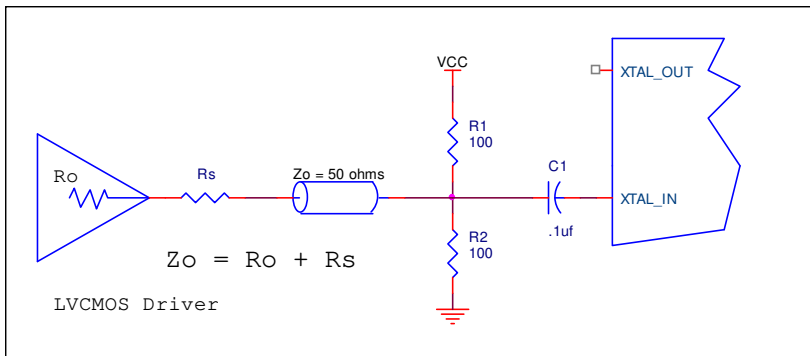 VCC
XTAL_OUT
R1
100
Ro
Rs
Zo = 50 ohms
C1
.1uf
XTAL_IN
R2
100
Zo = Ro + Rs
LVCMOS Driver